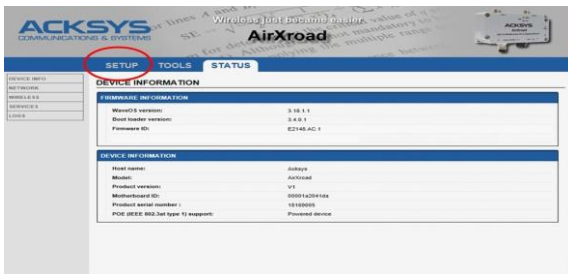 ACKSYS
COMMUNICATIONS & SYSTEMS
Wireless just became easier
AirXroad
ACKSYS
SETUP TOOLS STATUS
DEVICE INFO
NETWORK
WIRELESS
SERVICES
LOGS
DEVICE INFORMATION
FIRMWARE INFORMATION
WaveOS version: 3.18.1.1
Boot loader version: 3.4.0.1
Firmware ID: E2148.AC.1
DEVICE INFORMATION
Host name: Acksys
Model: AirXroad
Product version: V1
Motherboard ID: 00001a2041da
Product serial number : 18180005
POE (IEEE 802.3at type 1) support: Powered device